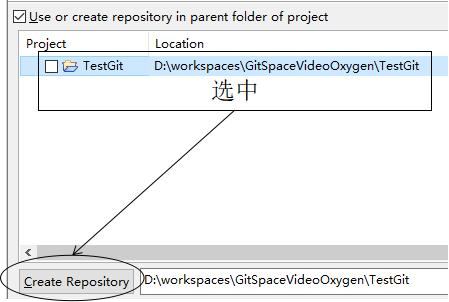 Use or create repository in parent folder of project
Project Location
TestGit D:\workspaces\GitSpaceVideoOxygen\TestGit
选中
Create Repository D:\workspaces\GitSpaceVideoOxygen\TestGit